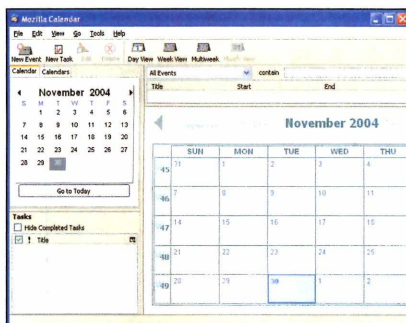 Mozilla Calendar
File Edit View Go Tools Help
New Event New Task Edit Delete Day View Week View Multiweek Month View
Calendar Calendars
All Events contain
Title Start End
November 2004
S M T W T F S
1 2 3 4 5 6
7 8 9 10 11 12 13
14 15 16 17 18 19 20
21 22 23 24 25 26 27
28 29 30
Go to Today
Tasks
Hide Completed Tasks
! Title
November 2004
SUN MON TUE WED THU
45 31 1 2 3 4
46 7 8 9 10 11
47 14 15 16 17 18
48 21 22 23 24 25
49 28 29 30 1 2